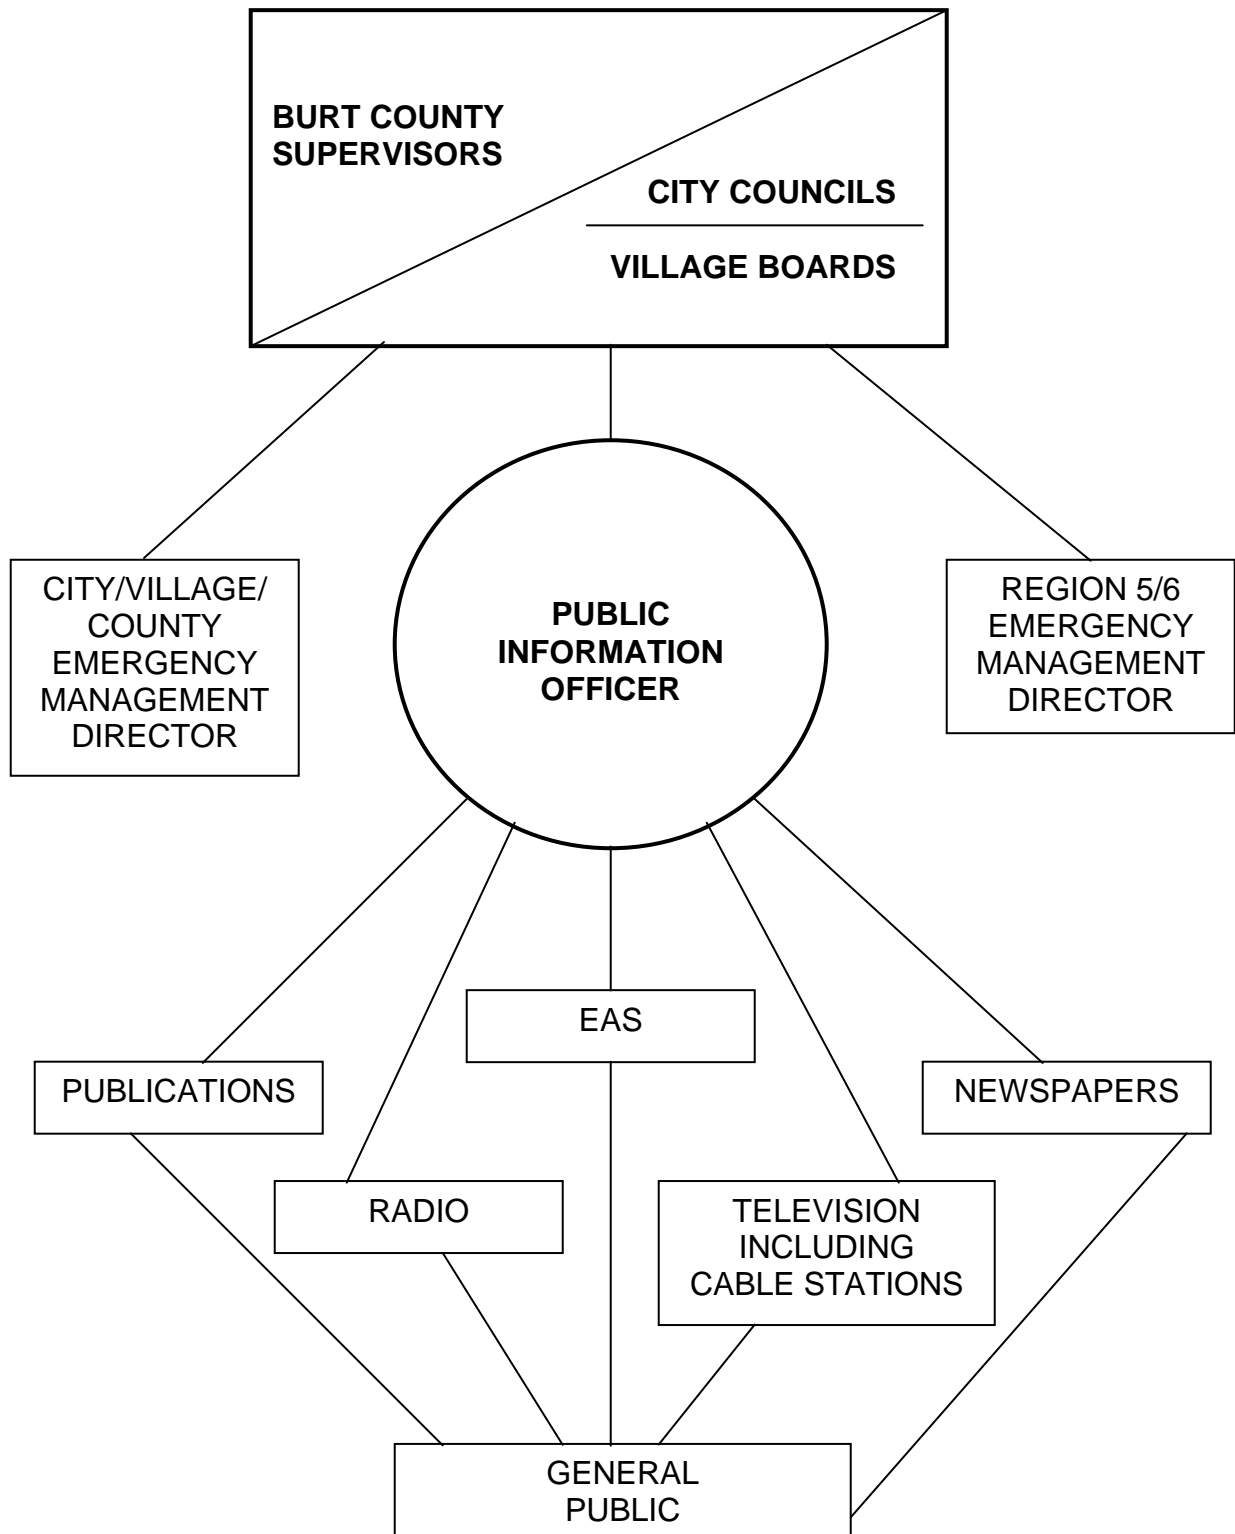 BURT COUNTY
SUPERVISORS
CITY COUNCILS
VILLAGE BOARDS
CITY/VILLAGE/
COUNTY
EMERGENCY
MANAGEMENT
DIRECTOR
PUBLIC
INFORMATION
OFFICER
REGION 5/6
EMERGENCY
MANAGEMENT
DIRECTOR
EAS
PUBLICATIONS
NEWSPAPERS
RADIO
TELEVISION
INCLUDING
CABLE STATIONS
GENERAL
PUBLIC